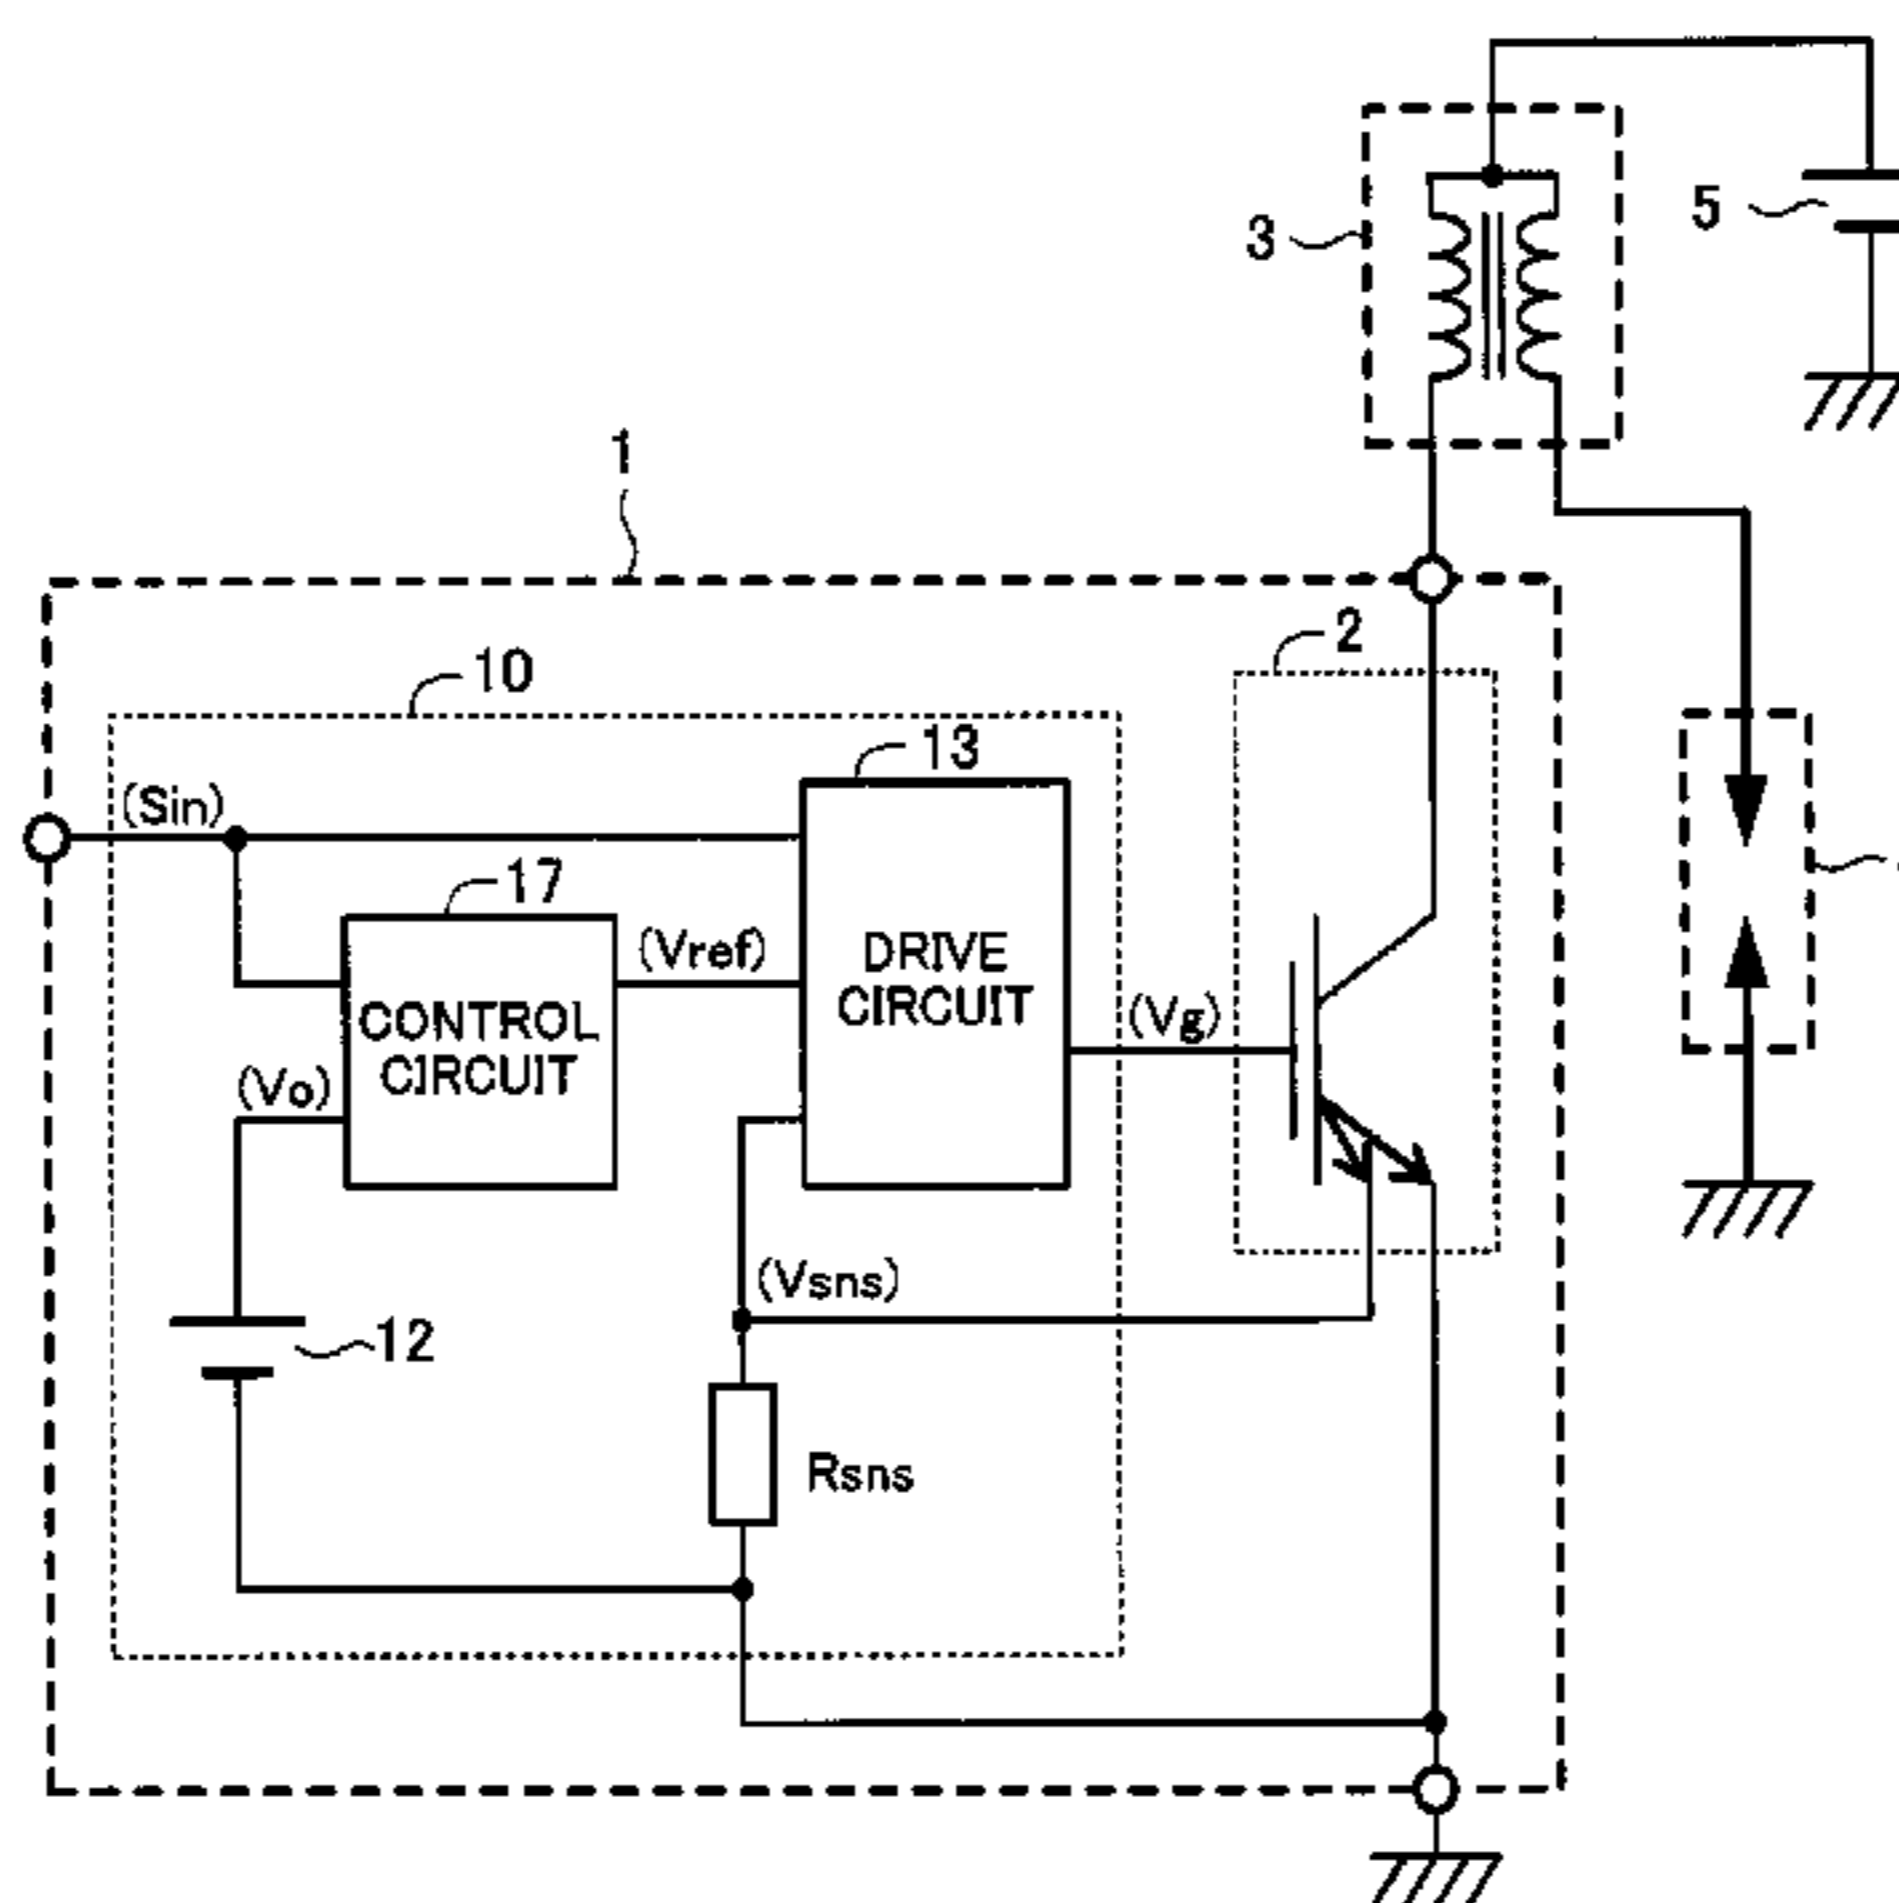 3
5
1
2
10
13
(Sin)
17
(Vref)
DRIVE
CIRCUIT
CONTROL
CIRCUIT
(Vg)
(Vo)
(Vsns)
12
Rsns